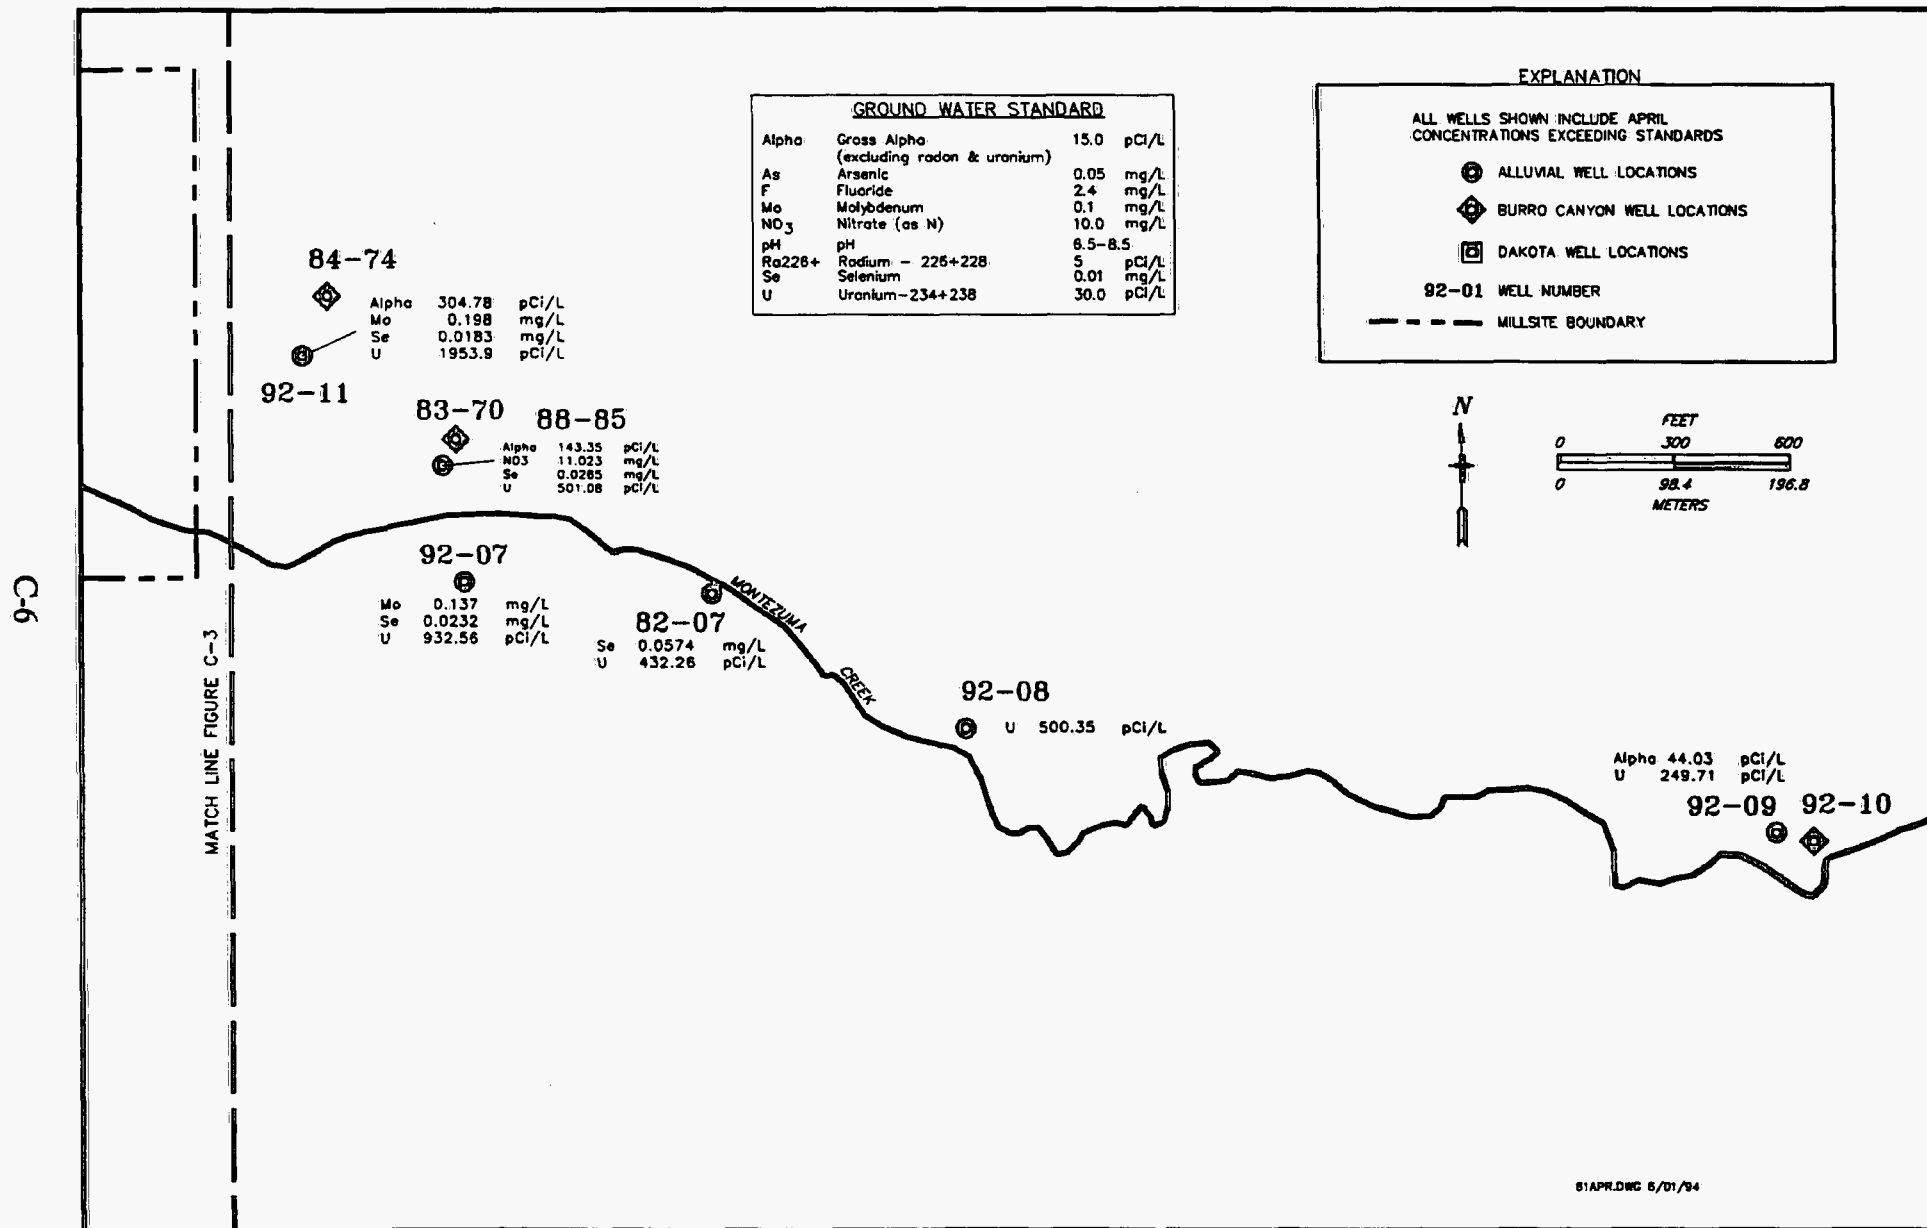 EXPLANATION
GROUND WATER STANDARD
Alpha Gross Alpha 15.0 pCi/L
(excluding radon & uranium)
As Arsenic 0.05 mg/L
F Fluoride 2.4 mg/L
Mo Molybdenum 0.1 mg/L
NO3 Nitrate (as N) 10.0 mg/L
pH pH 6.5-8.5
Ra226+ Radium - 226+228 5 pCi/L
Se Selenium 0.01 mg/L
U Uranium-234+238 30.0 pCi/L
ALL WELLS SHOWN INCLUDE APRIL
CONCENTRATIONS EXCEEDING STANDARDS
ALLUVIAL WELL LOCATIONS
BURRO CANYON WELL LOCATIONS
DAKOTA WELL LOCATIONS
92-01 WELL NUMBER
MILLSITE BOUNDARY
84-74
Alpha 304.78 pCi/L
Mo 0.198 mg/L
Se 0.0183 mg/L
U 1953.9 pCi/L
92-11
83-70
88-85
Alpha 143.35 pCi/L
NO3 11.023 mg/L
Se 0.0285 mg/L
U 501.08 pCi/L
N
FEET
0 300 600
0 98.4 196.8
METERS
92-07
Mo 0.137 mg/L
Se 0.0232 mg/L
U 932.56 pCi/L
82-07
Se 0.0574 mg/L
U 432.26 pCi/L
MONTEZUMA
CREEK
92-08
U 500.35 pCi/L
Alpha 44.03 pCi/L
U 249.71 pCi/L
92-09
92-10
MATCH LINE FIGURE C-3
C-6
61APR.DWG 6/01/94